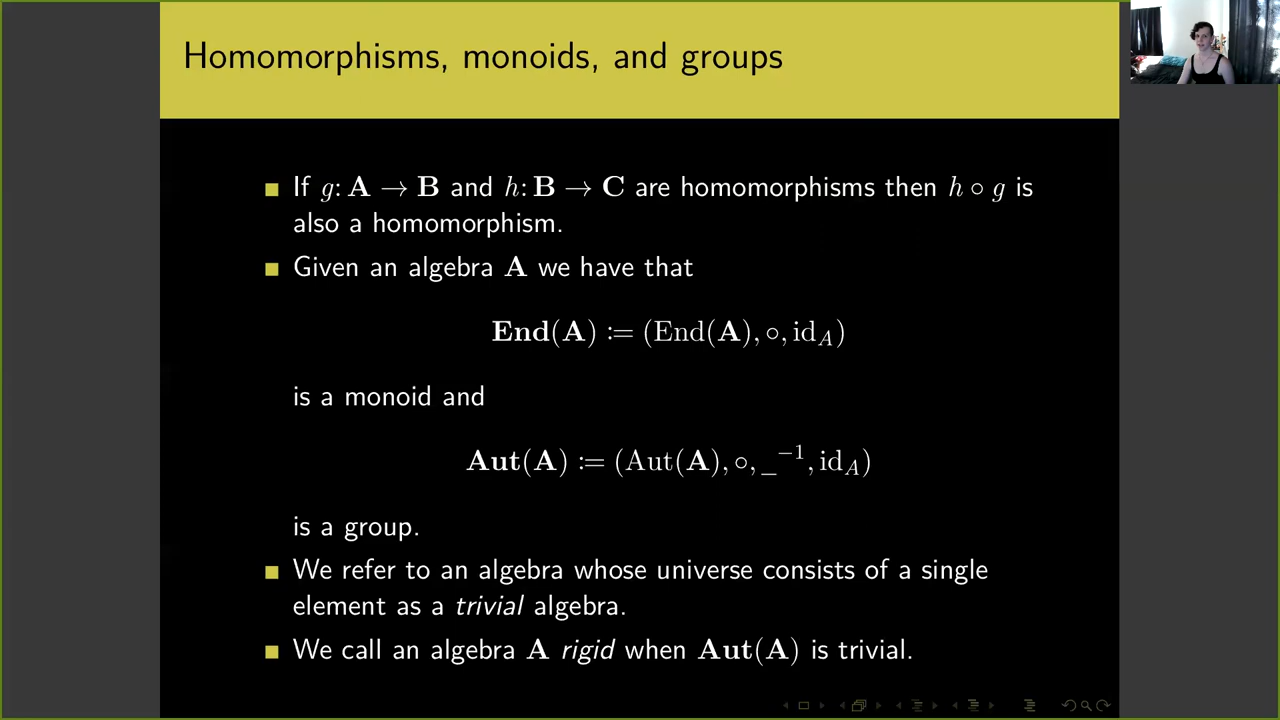 Homomorphisms, monoids, and groups
If g: A → B and h: B → C are homomorphisms then h ∘ g is
also a homomorphism.
Given an algebra A we have that
End(A) ≔ (End(A), ∘, id_A)
is a monoid and
Aut(A) ≔ (Aut(A), ∘, _⁻¹, id_A)
is a group.
We refer to an algebra whose universe consists of a single
element as a trivial algebra.
We call an algebra A rigid when Aut(A) is trivial.